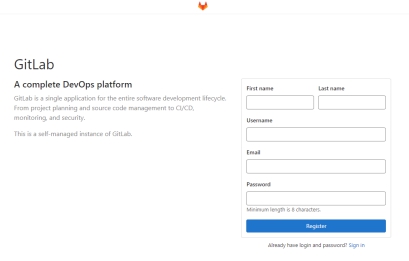 GitLab
A complete DevOps platform
GitLab is a single application for the entire software development lifecycle.
From project planning and source code management to CI/CD,
monitoring, and security.
This is a self-managed instance of GitLab.
First name
Last name
Username
Email
Password
Minimum length is 8 characters.
Register
Already have login and password? Sign in